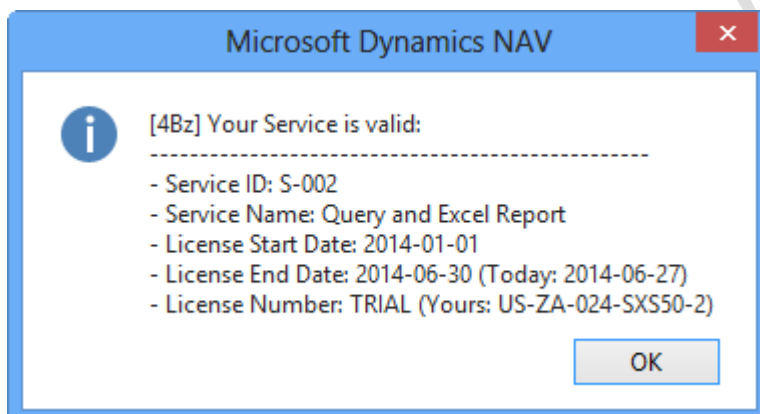 Microsoft Dynamics NAV
[4Bz] Your Service is valid:
--------------------------------------------------
- Service ID: S-002
- Service Name: Query and Excel Report
- License Start Date: 2014-01-01
- License End Date: 2014-06-30 (Today: 2014-06-27)
- License Number: TRIAL (Yours: US-ZA-024-SXS50-2)
OK